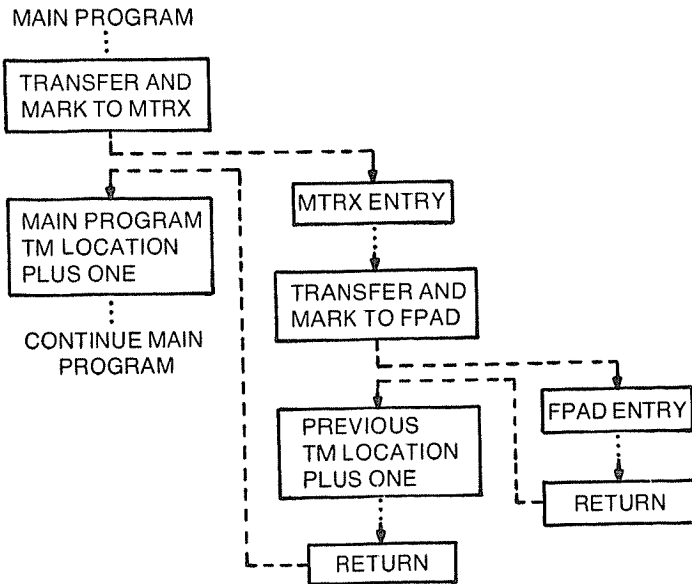 MAIN PROGRAM
TRANSFER AND
MARK TO MTRX
MAIN PROGRAM
TM LOCATION
PLUS ONE
CONTINUE MAIN
PROGRAM
MTRX ENTRY
TRANSFER AND
MARK TO FPAD
PREVIOUS
TM LOCATION
PLUS ONE
RETURN
FPAD ENTRY
RETURN